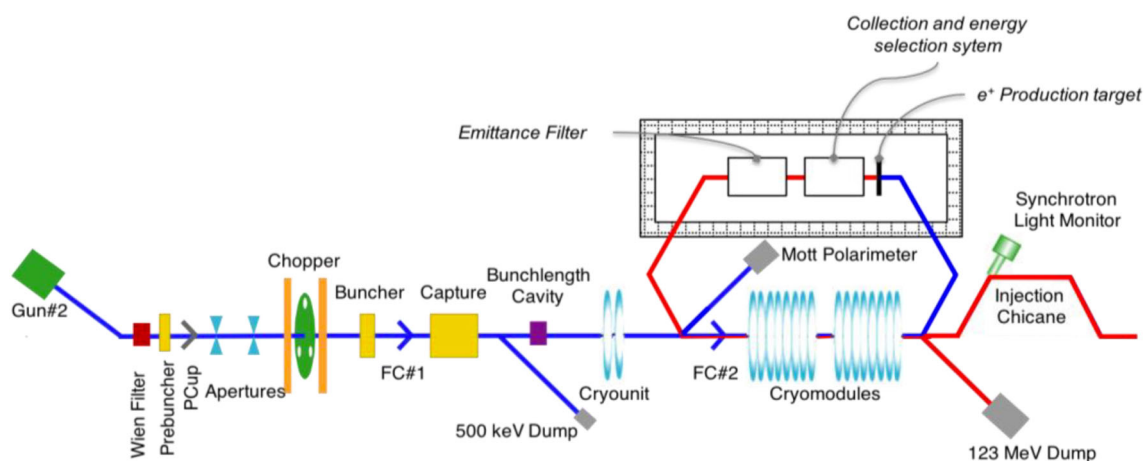 Collection and energy
selection sytem
e⁺ Production target
Emittance Filter
Synchrotron
Light Monitor
Mott Polarimeter
Chopper
Bunchlength
Cavity
Buncher
Capture
Gun#2
Injection
Chicane
FC#1
FC#2
Wien Filter
Prebuncher
PCup
Apertures
Cryounit
Cryomodules
500 keV Dump
123 MeV Dump